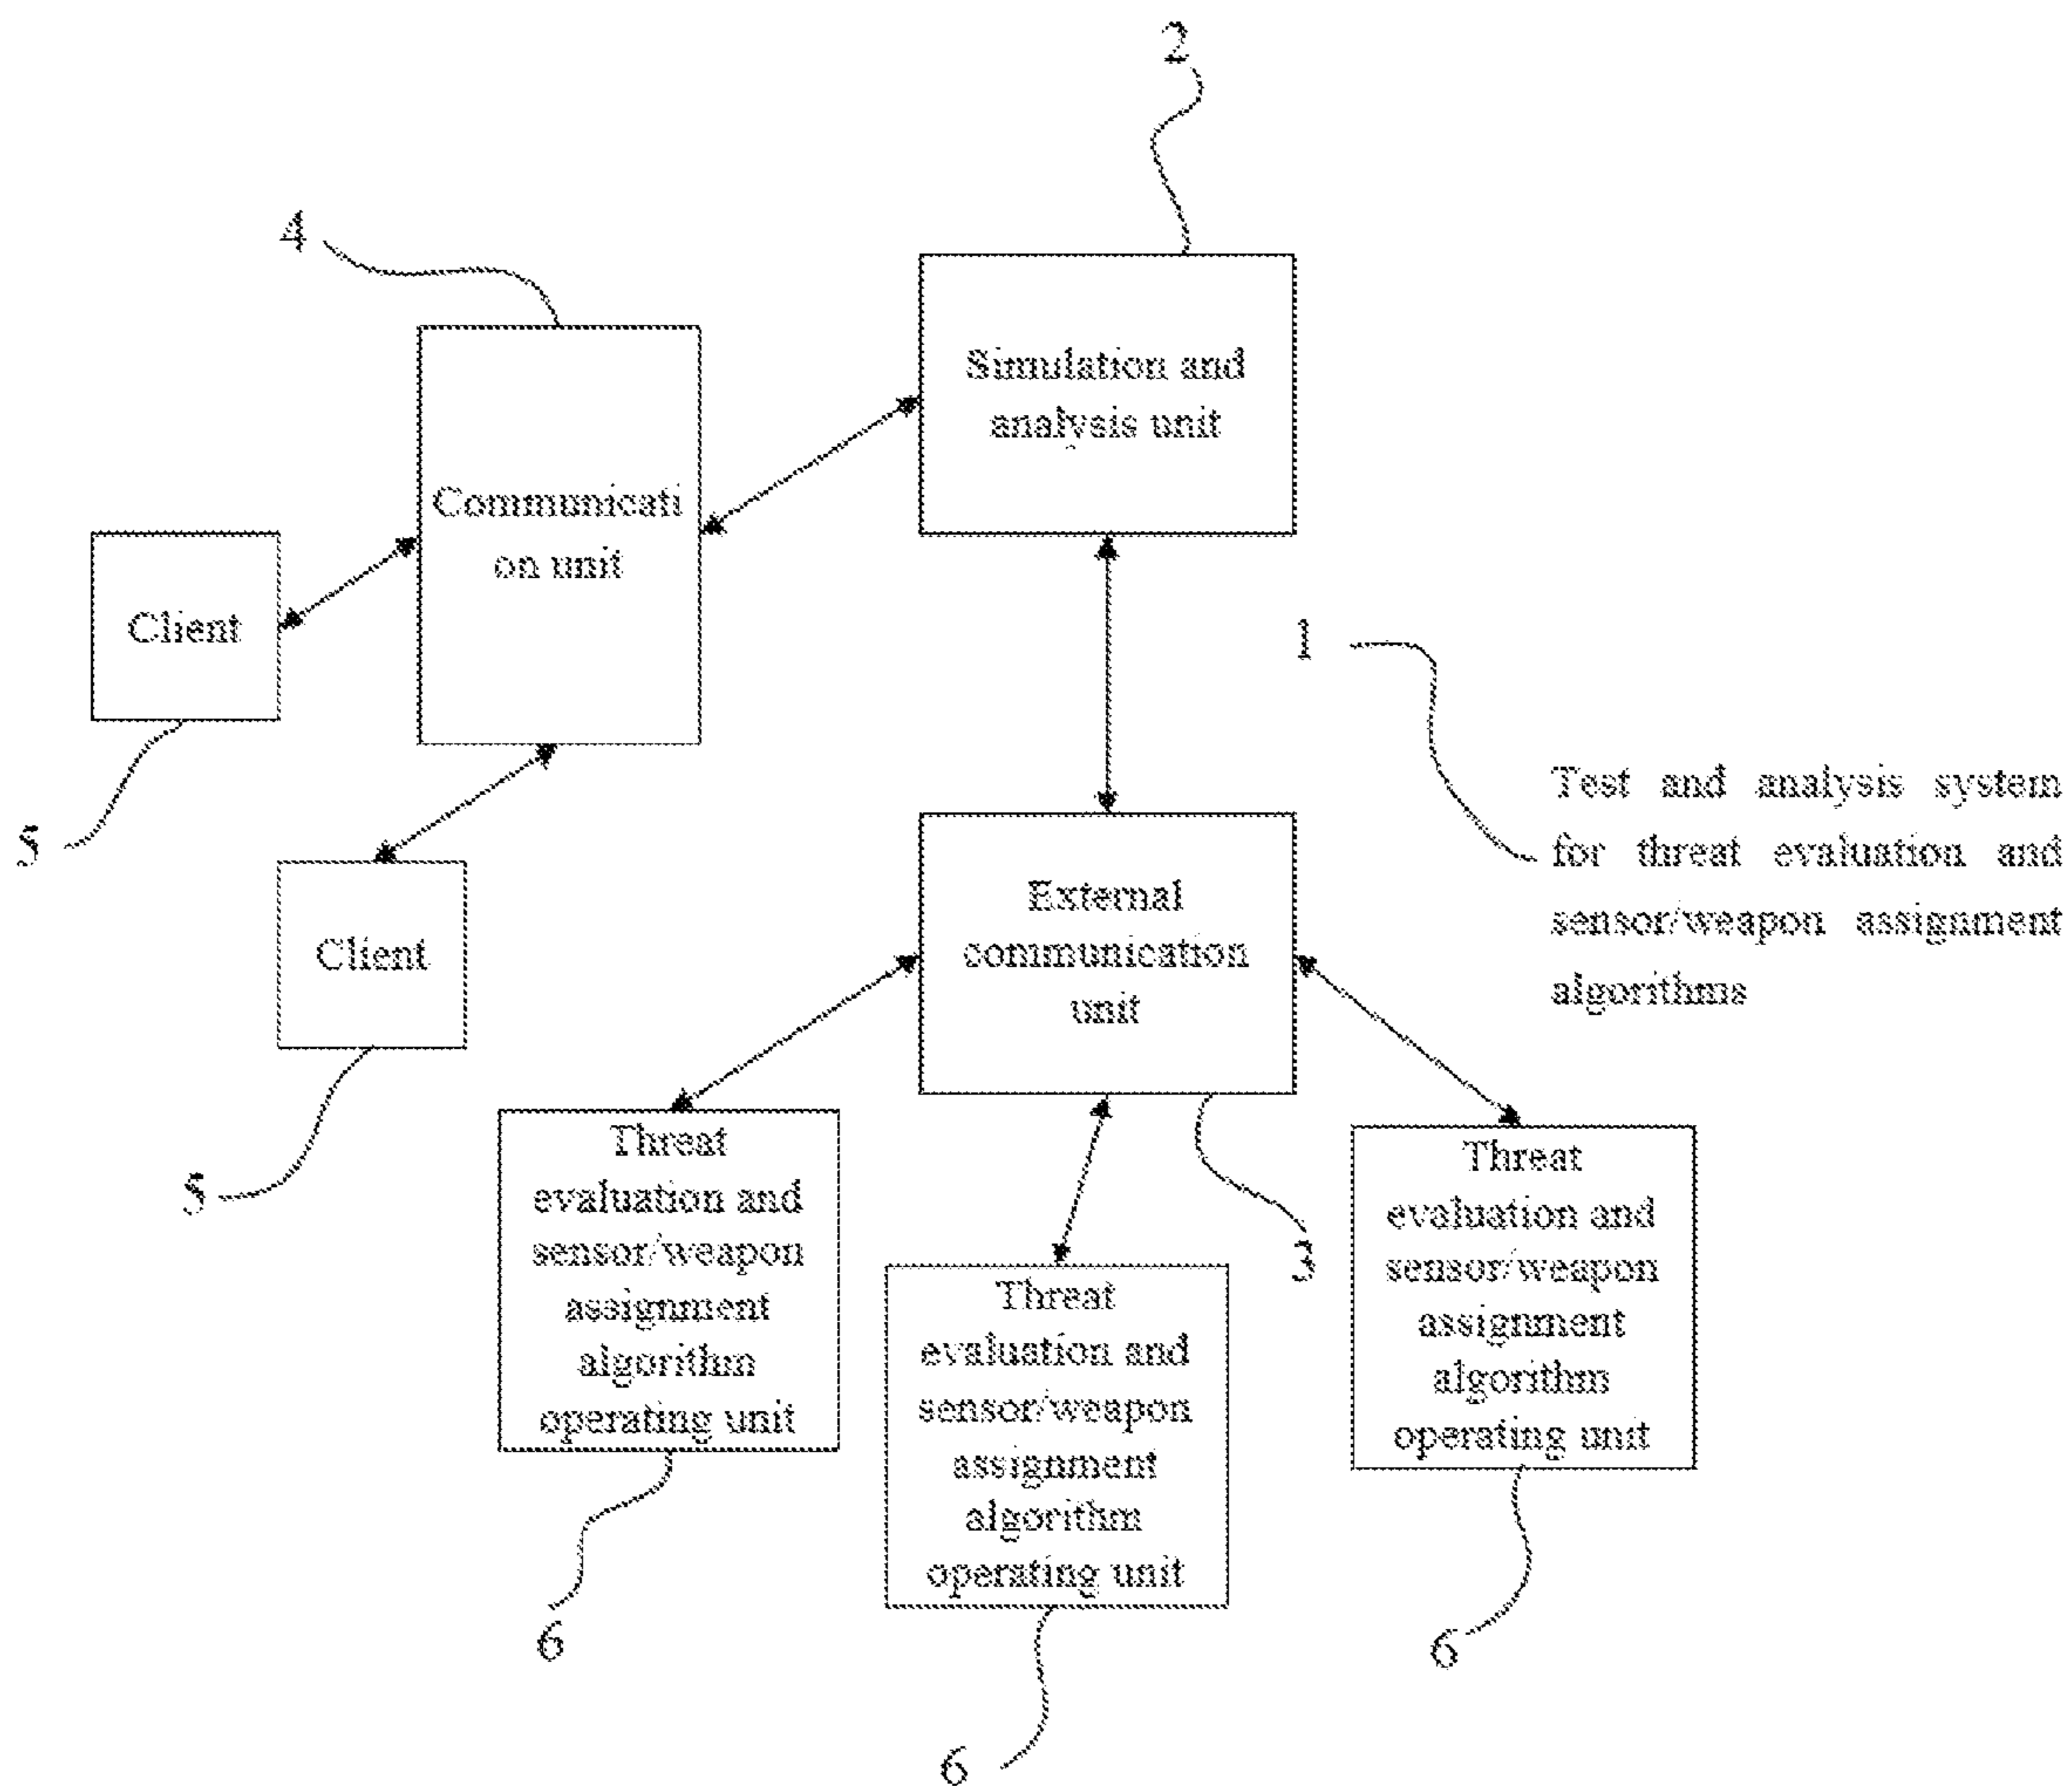 2
4
Simulation and
analysis unit
Communicati
on unit
Client
1
5
Test and analysis system
for threat evaluation and
sensor/weapon assignment
algorithms
External
communication
unit
Client
5
3
Threat
evaluation and
sensor/weapon
assignment
algorithm
operating unit
Threat
evaluation and
sensor/weapon
assignment
algorithm
operating unit
Threat
evaluation and
sensor/weapon
assignment
algorithm
operating unit
6
6
6